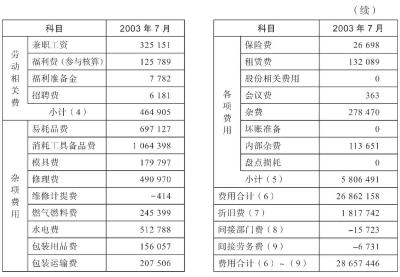 科目 2003年7月
劳动相关费
兼职工资 325 151
福利费(参与核算) 125 789
福利准备金 7 782
招聘费 6 181
小计(4) 464 905
杂项费用
易耗品费 697 127
消耗工具备品费 1 064 398
模具费 179 797
修理费 490 970
维修计提费 -414
燃气燃料费 245 399
水电费 512 788
包装用品费 156 057
包装运输费 207 506
(续)
科目 2003年7月
各项费用
保险费 26 698
租赁费 132 089
股份相关费用 0
会议费 363
杂费 278 470
坏账准备 0
内部杂费 113 651
盘点损耗 0
小计(5) 5 806 491
费用合计(6) 26 862 158
折旧费(7) 1 817 742
间接部门费(8) -15 723
间接劳务费(9) -6 731
费用合计(6)~(9) 28 657 446